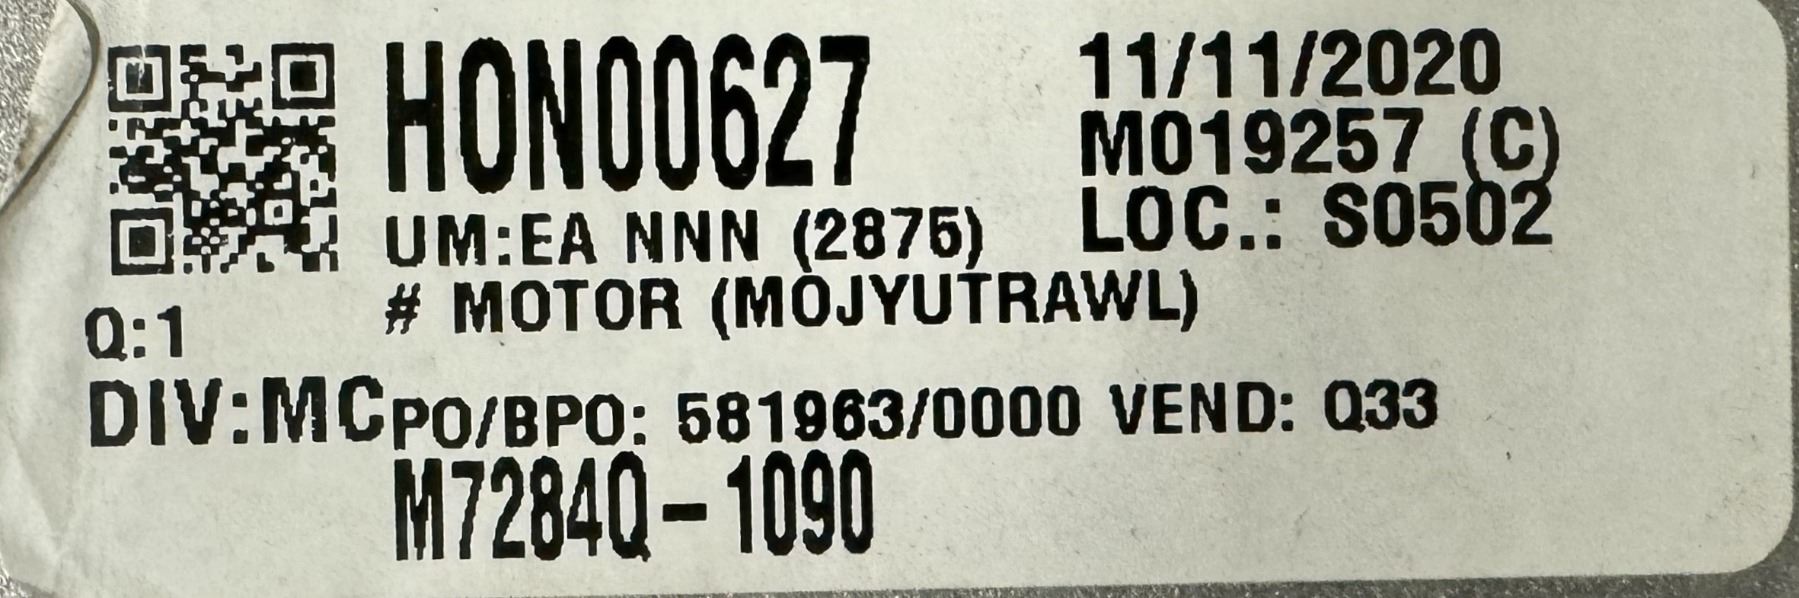 HON00627
11/11/2020
M019257 (C)
UM:EA NNN (2875)
LOC.: S0502
# MOTOR (MOJYUTRAWL)
Q:1
DIV:MC PO/BPO: 581963/0000 VEND: Q33
M7284Q-1090